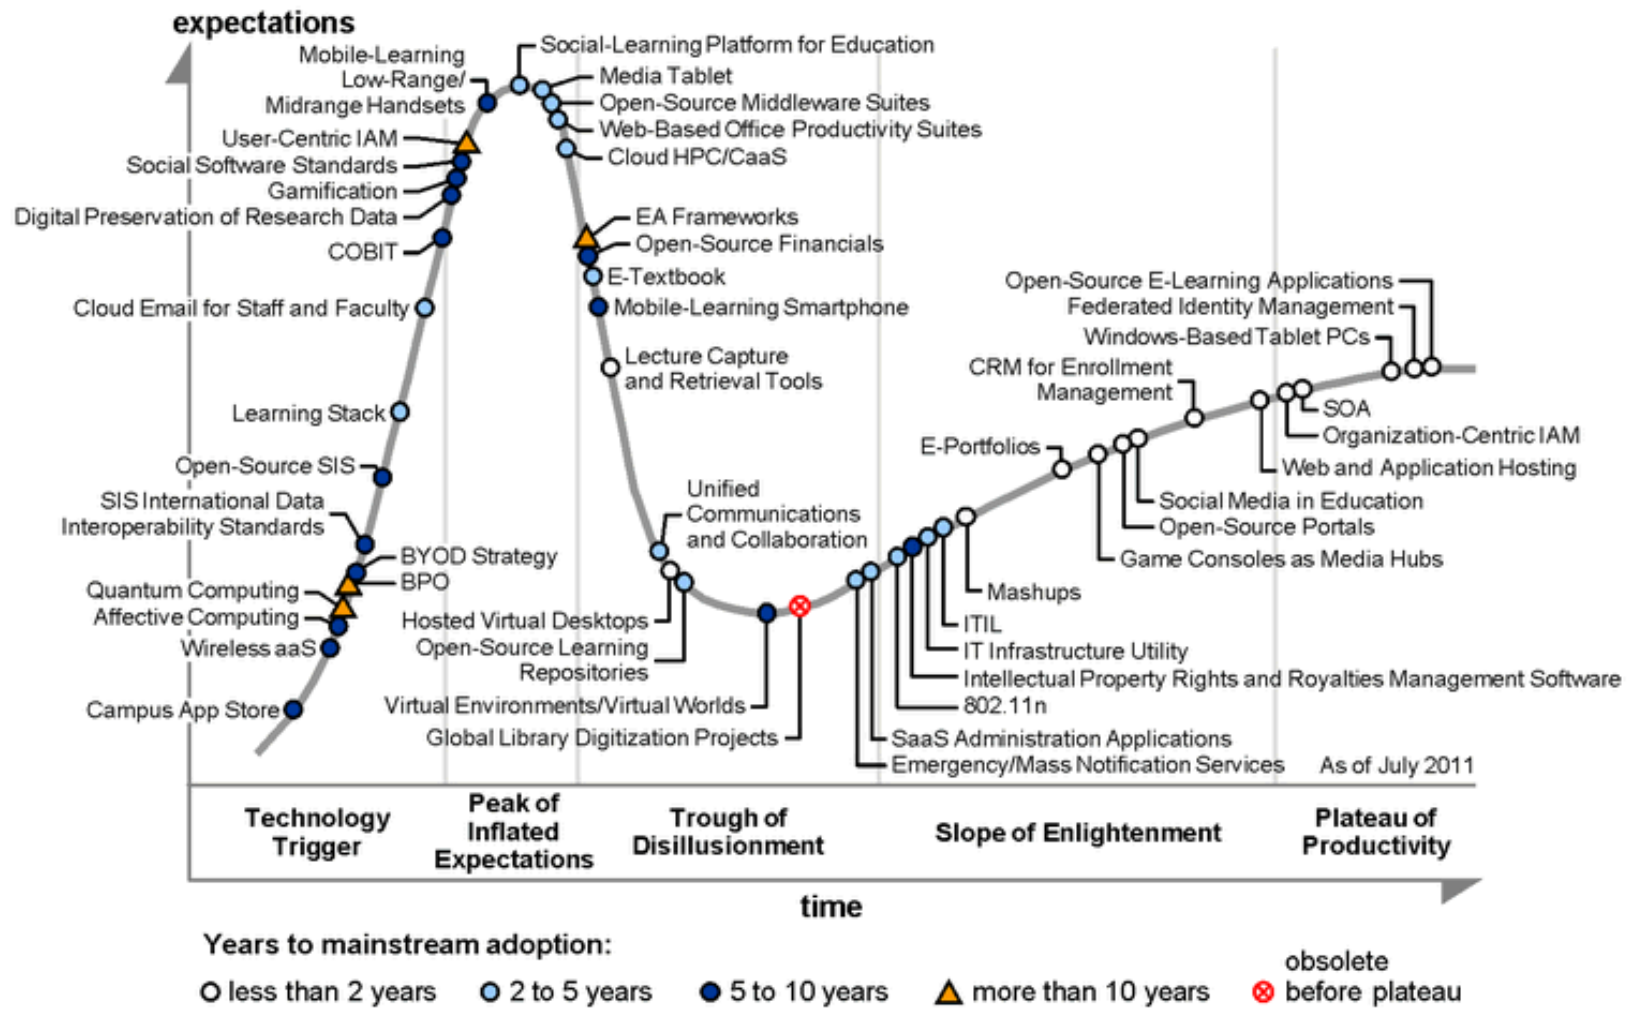 expectations
Mobile-Learning
Low-Range/
Midrange Handsets
User-Centric IAM
Social Software Standards
Gamification
Digital Preservation of Research Data
COBIT
Cloud Email for Staff and Faculty
Learning Stack
Open-Source SIS
SIS International Data
Interoperability Standards
BYOD Strategy
BPO
Quantum Computing
Affective Computing
Wireless aaS
Campus App Store
Social-Learning Platform for Education
Media Tablet
Open-Source Middleware Suites
Web-Based Office Productivity Suites
Cloud HPC/CaaS
EA Frameworks
Open-Source Financials
E-Textbook
Mobile-Learning Smartphone
Lecture Capture
and Retrieval Tools
Unified
Communications
and Collaboration
Hosted Virtual Desktops
Open-Source Learning
Repositories
Virtual Environments/Virtual Worlds
Global Library Digitization Projects
Open-Source E-Learning Applications
Federated Identity Management
Windows-Based Tablet PCs
CRM for Enrollment
Management
E-Portfolios
SOA
Organization-Centric IAM
Web and Application Hosting
Social Media in Education
Open-Source Portals
Game Consoles as Media Hubs
Mashups
ITIL
IT Infrastructure Utility
Intellectual Property Rights and Royalties Management Software
802.11n
SaaS Administration Applications
Emergency/Mass Notification Services
As of July 2011
Technology
Trigger
Peak of
Inflated
Expectations
Trough of
Disillusionment
Slope of Enlightenment
Plateau of
Productivity
time
Years to mainstream adoption:
less than 2 years
2 to 5 years
5 to 10 years
more than 10 years
obsolete
before plateau